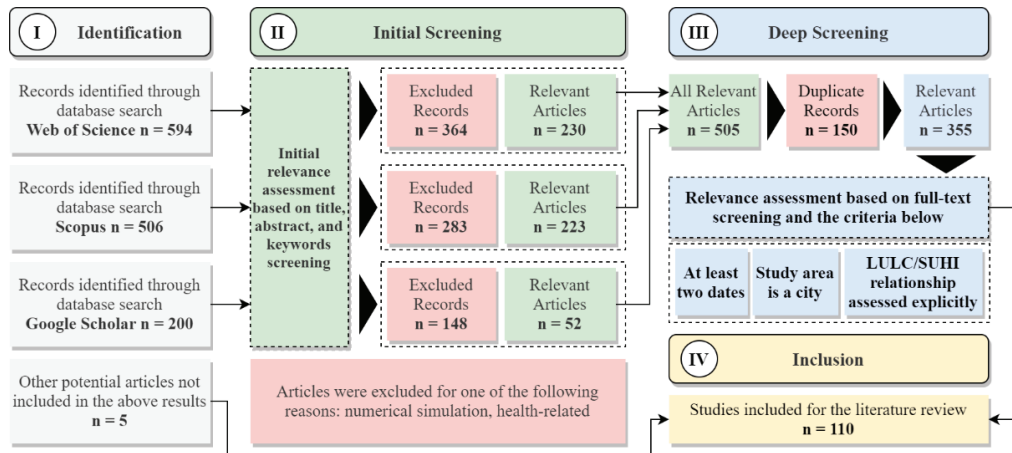 I Identification
Records identified through
database search
Web of Science n = 594
Records identified through
database search
Scopus n = 506
Records identified through
database search
Google Scholar n = 200
Other potential articles not
included in the above results
n = 5
II Initial Screening
Initial
relevance
assessment
based on title,
abstract, and
keywords
screening
Excluded
Records
n = 364
Relevant
Articles
n = 230
Excluded
Records
n = 283
Relevant
Articles
n = 223
Excluded
Records
n = 148
Relevant
Articles
n = 52
Articles were excluded for one of the following
reasons: numerical simulation, health-related
III Deep Screening
All Relevant
Articles
n = 505
Duplicate
Records
n = 150
Relevant
Articles
n = 355
Relevance assessment based on full-text
screening and the criteria below
At least
two dates
Study area
is a city
LULC/SUHI
relationship
assessed explicitly
IV Inclusion
Studies included for the literature review
n = 110